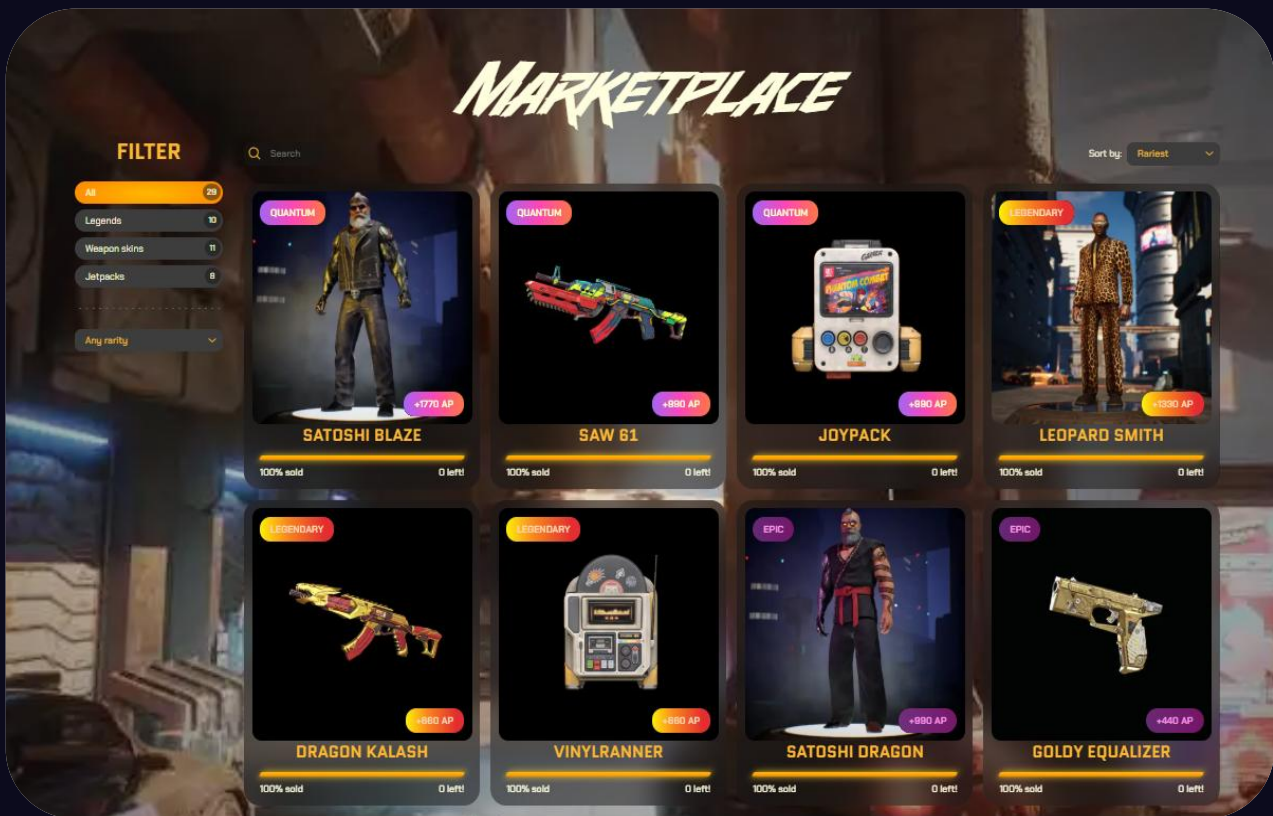 MARKETPLACE
FILTER
Search
Sort by: Rariest
All 29
Legends 10
Weapon skins 11
Jetpacks 8
Any rarity
QUANTUM
+1770 AP
SATOSHI BLAZE
100% sold 0 left!
QUANTUM
+890 AP
SAW 61
100% sold 0 left!
QUANTUM
GAMER
PHANTOM COMBAT
+880 AP
JOYPACK
100% sold 0 left!
LEGENDARY
+1330 AP
LEOPARD SMITH
100% sold 0 left!
LEGENDARY
+660 AP
DRAGON KALASH
100% sold 0 left!
LEGENDARY
+660 AP
VINYLRANNER
100% sold 0 left!
EPIC
+990 AP
SATOSHI DRAGON
100% sold 0 left!
EPIC
+440 AP
GOLDY EQUALIZER
100% sold 0 left!